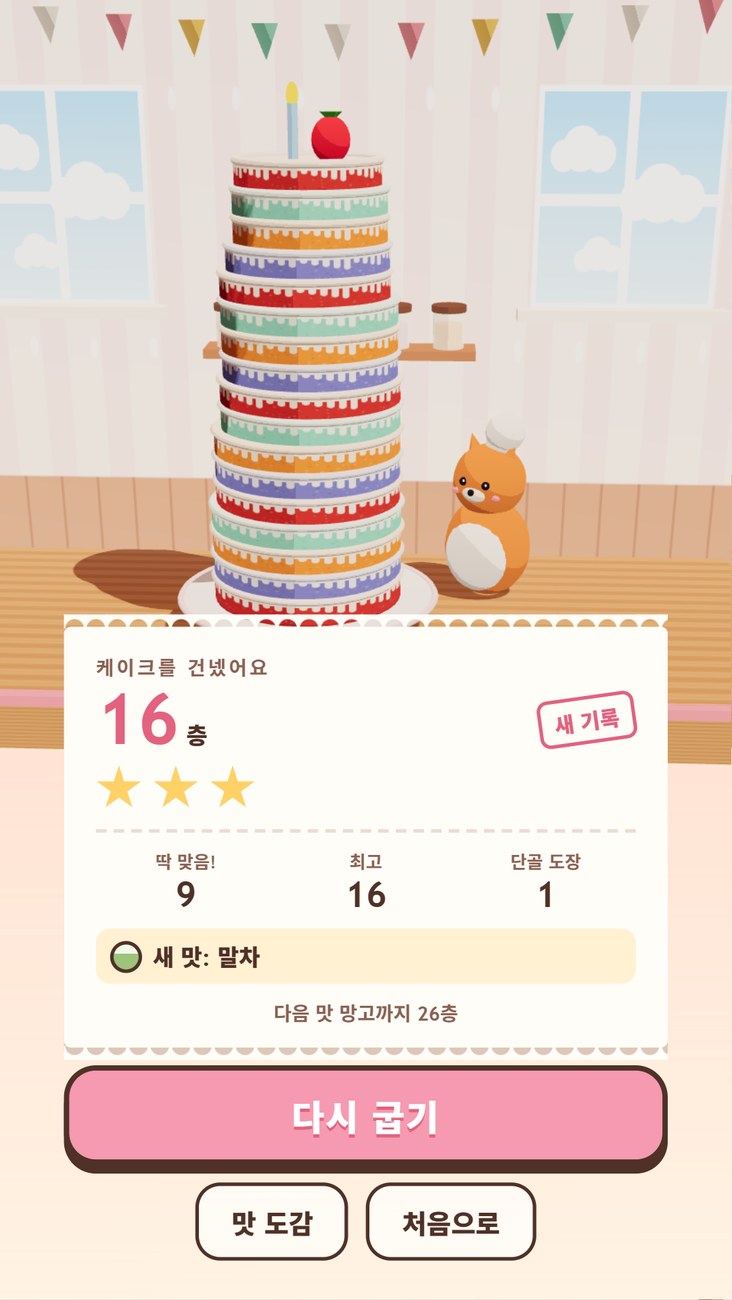 케이크를 건넸어요
16 층
새 기록
딱 맞음! 최고 단골 도장
9 16 1
새 맛: 말차
다음 맛 망고까지 26층
다시 굽기
맛 도감 처음으로